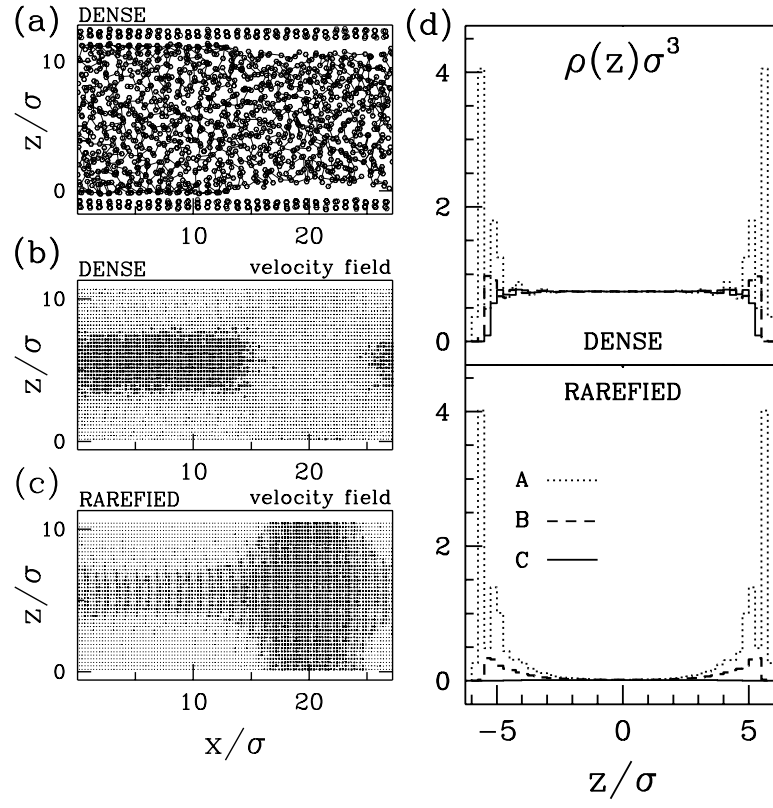 (a)
DENSE
10
z/σ
0
10 20
(b)
DENSE velocity field
10
z/σ
0
10 20
(c)
RAREFIED velocity field
10
z/σ
0
10 20
x/σ
(d)
ρ(z)σ³
4
2
0
DENSE
RAREFIED
4
A
B
C
2
0
−5 0 5
z/σ